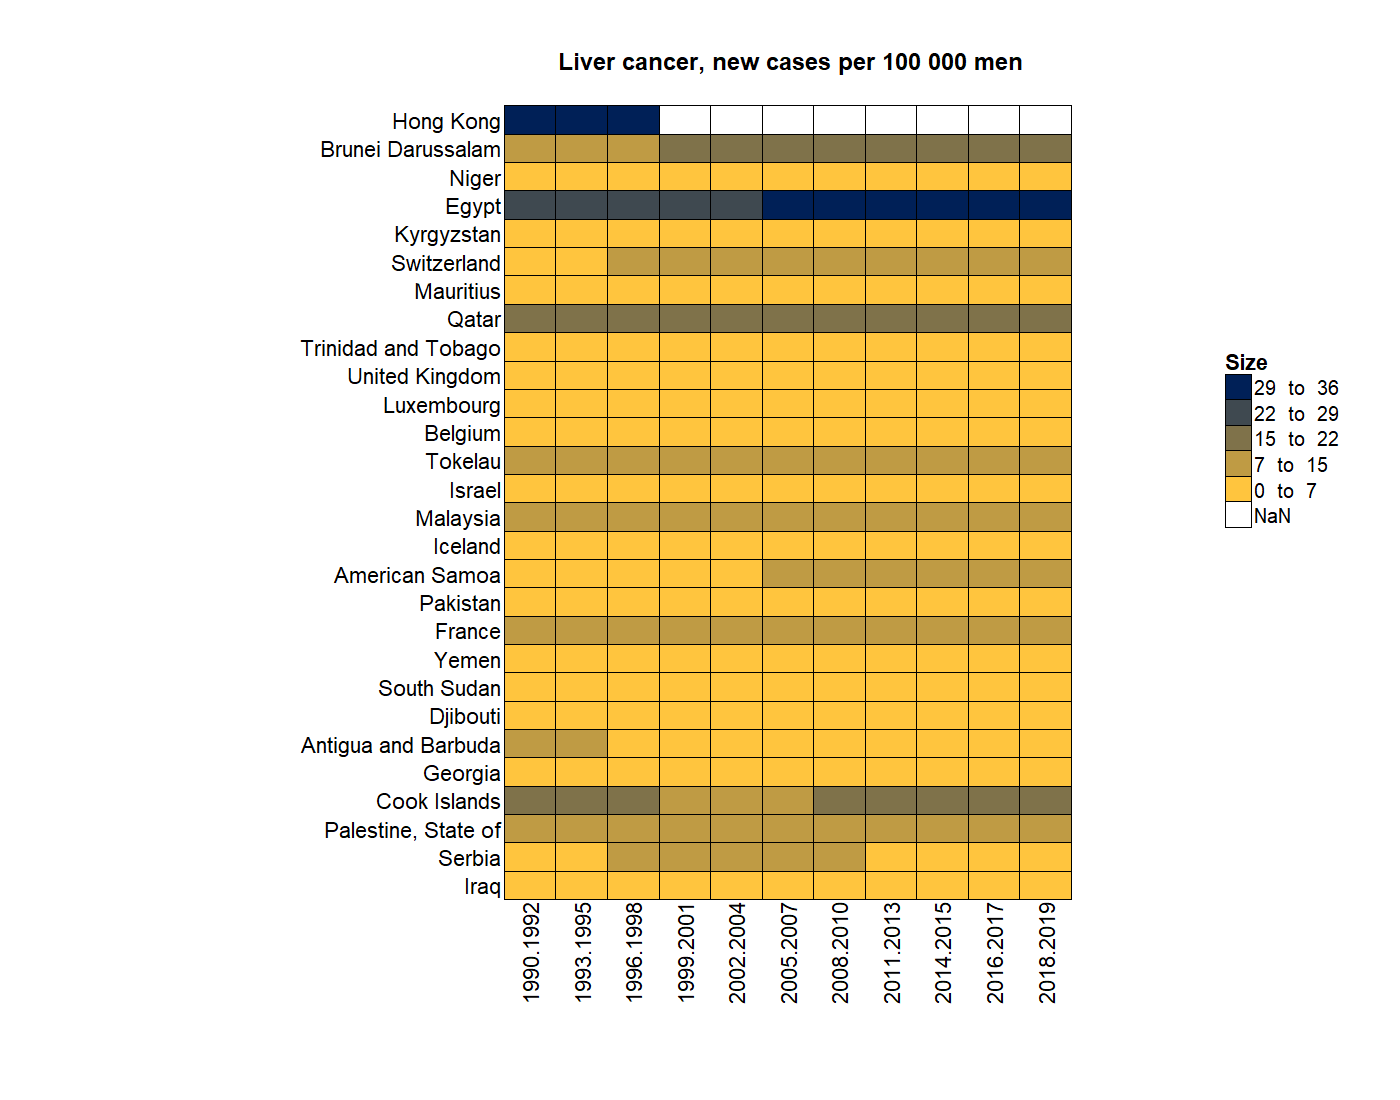 Liver cancer, new cases per 100 000 men
Hong Kong
Brunei Darussalam
Niger
Egypt
Kyrgyzstan
Switzerland
Mauritius
Qatar
Trinidad and Tobago
United Kingdom
Luxembourg
Belgium
Tokelau
Israel
Malaysia
Iceland
American Samoa
Pakistan
France
Yemen
South Sudan
Djibouti
Antigua and Barbuda
Georgia
Cook Islands
Palestine, State of
Serbia
Iraq
1990.1992
1993.1995
1996.1998
1999.2001
2002.2004
2005.2007
2008.2010
2011.2013
2014.2015
2016.2017
2018.2019
Size
29 to 36
22 to 29
15 to 22
7 to 15
0 to 7
NaN